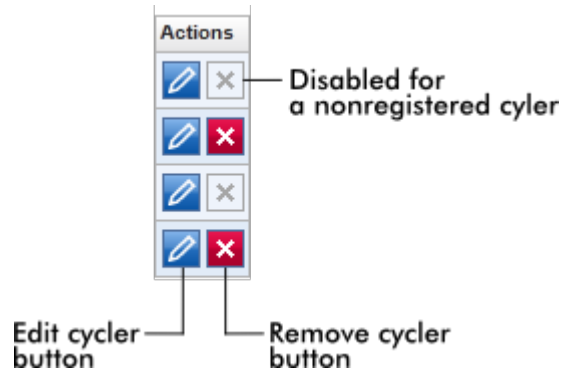 Actions
Disabled for
a nonregistered cyler
Edit cycler
button
Remove cycler
button